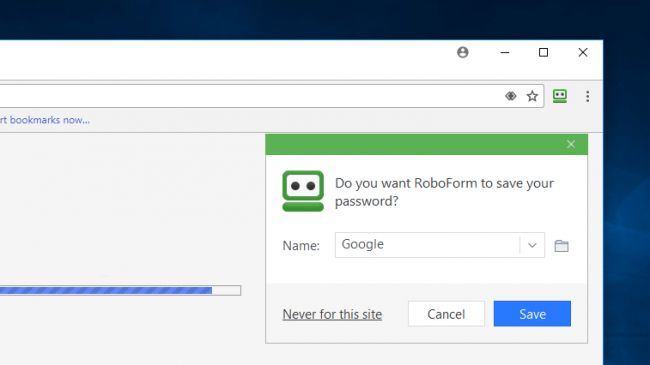 rt bookmarks now...
Do you want RoboForm to save your
password?
Name:
Google
Never for this site
Cancel
Save